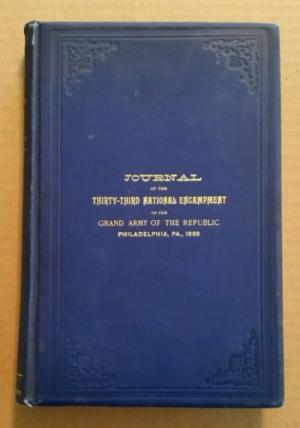 JOURNAL
OF THE
THIRTY-THIRD NATIONAL ENCAMPMENT
OF THE
GRAND ARMY OF THE REPUBLIC
PHILADELPHIA, PA., 1899